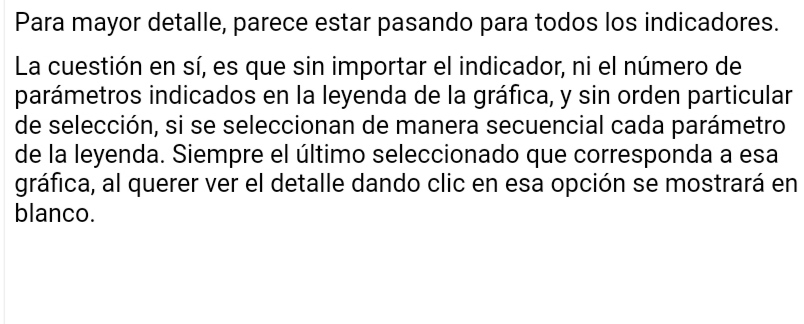 Para mayor detalle, parece estar pasando para todos los indicadores.
La cuestión en sí, es que sin importar el indicador, ni el número de
parámetros indicados en la leyenda de la gráfica, y sin orden particular
de selección, si se seleccionan de manera secuencial cada parámetro
de la leyenda. Siempre el último seleccionado que corresponda a esa
gráfica, al querer ver el detalle dando clic en esa opción se mostrará en
blanco.